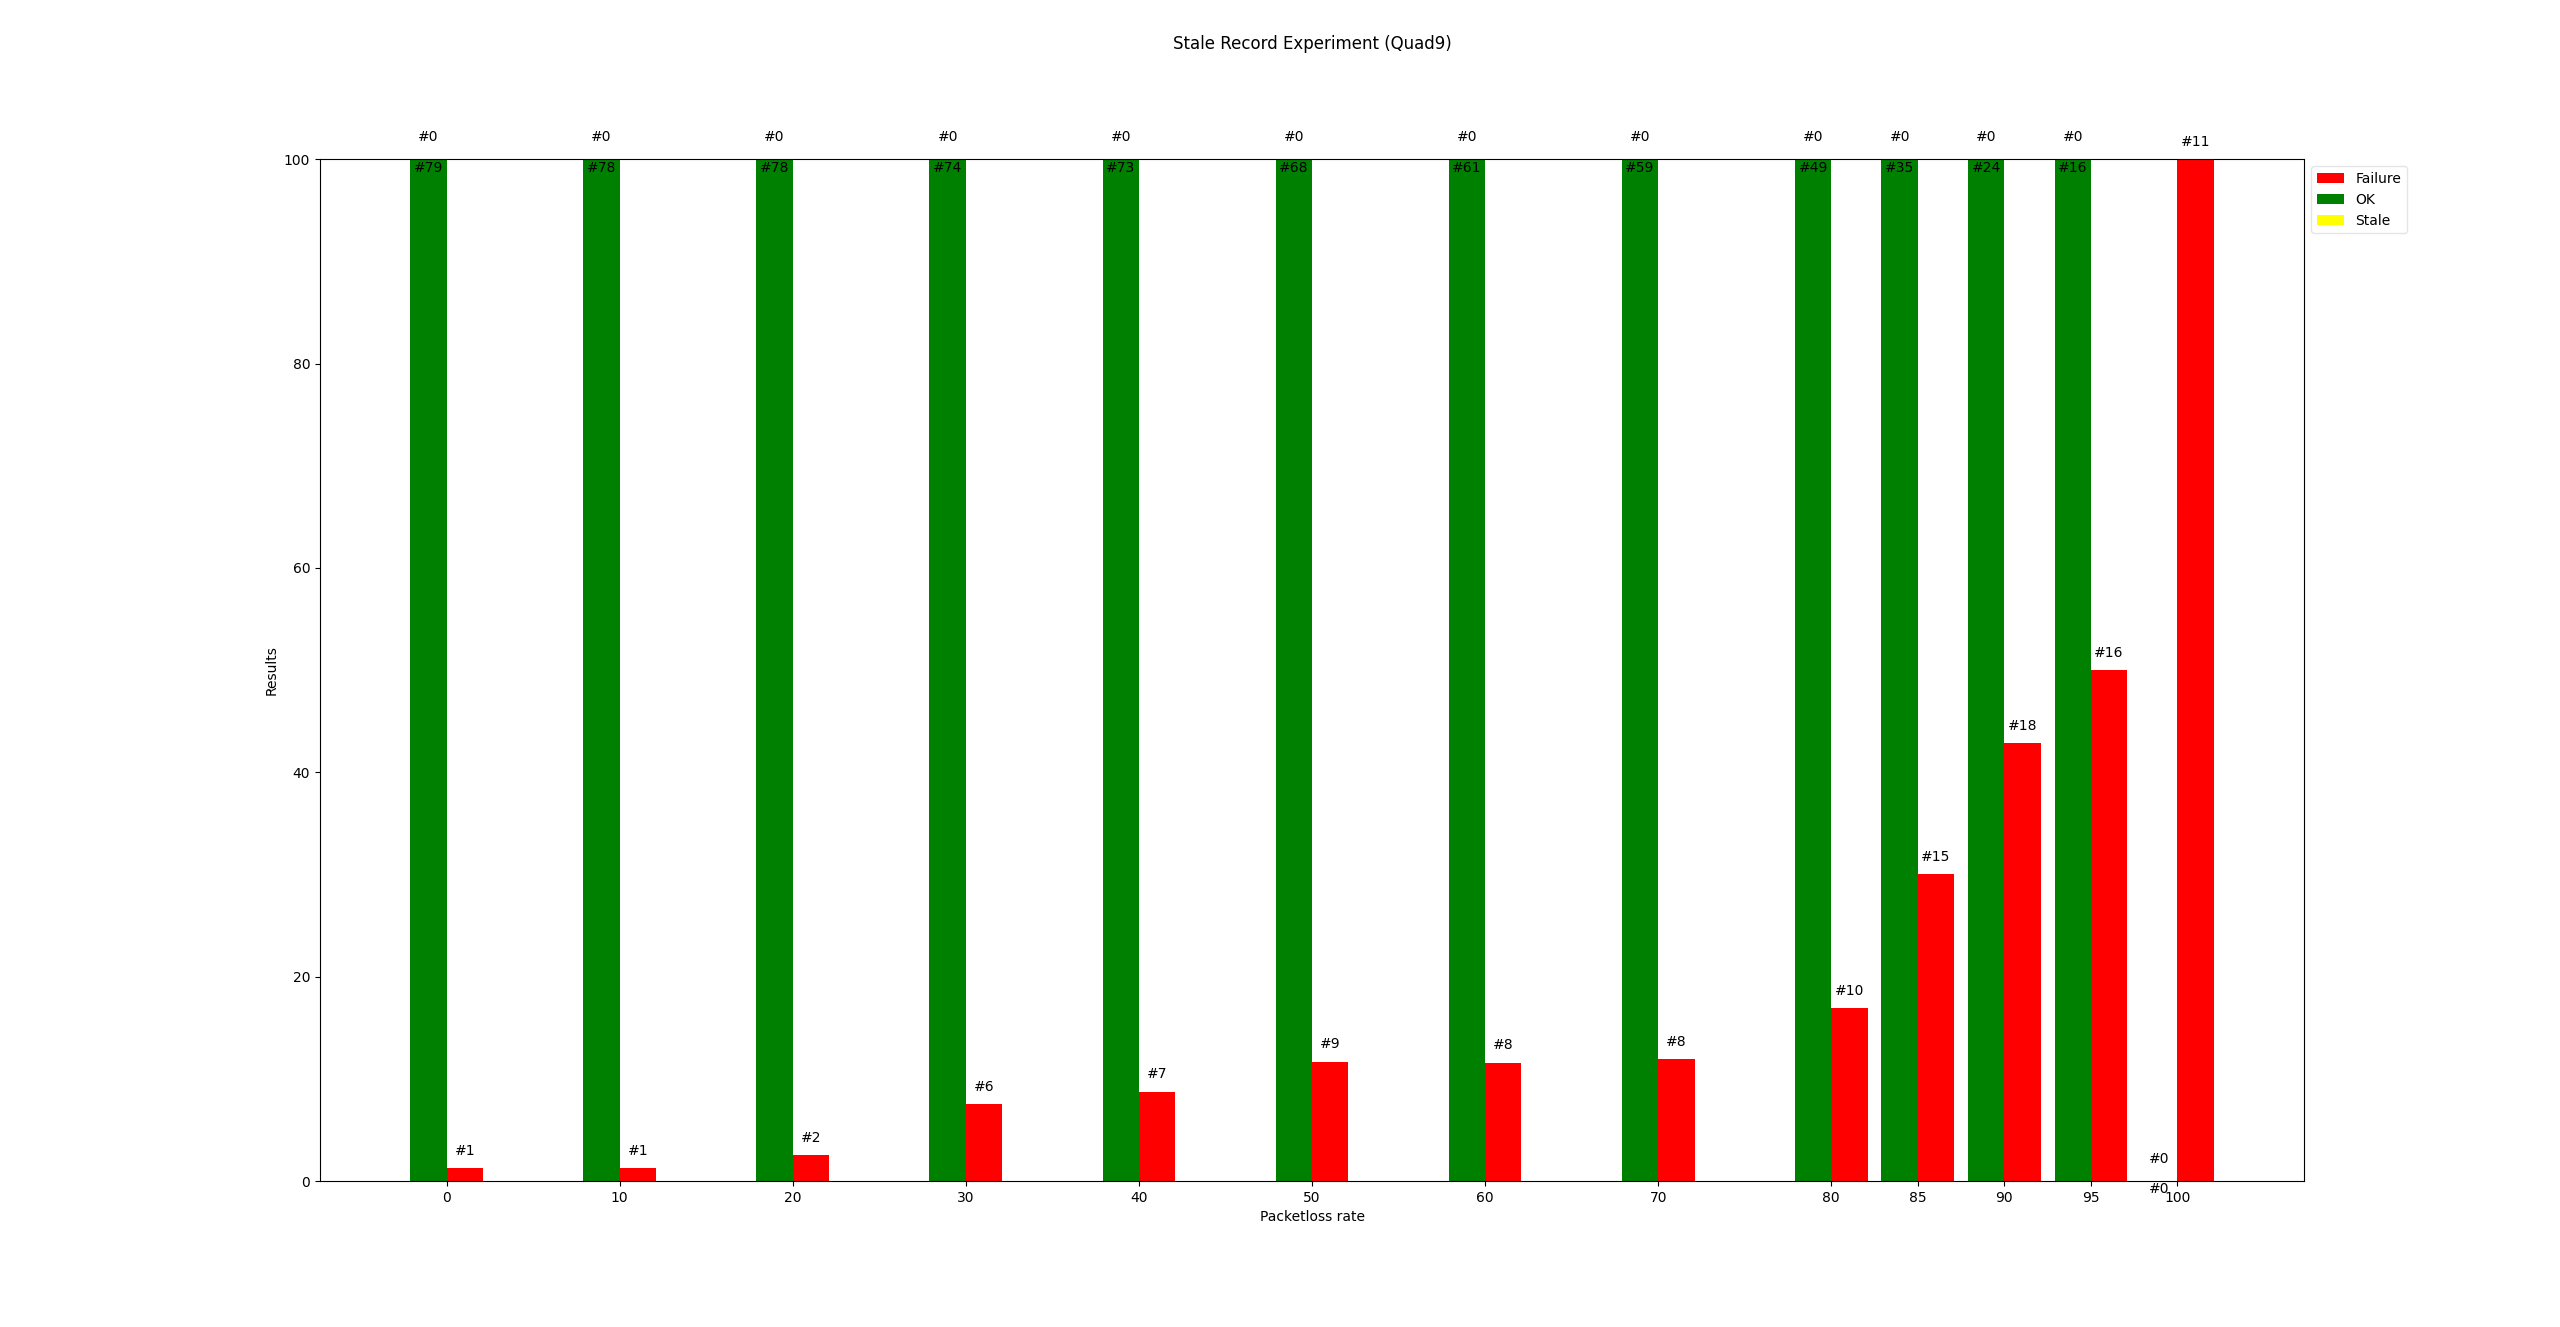 Stale Record Experiment (Quad9)
#0 #0 #0 #0 #0 #0 #0 #0 #0 #0 #0 #0 #11
100 #79 #78 #78 #74 #73 #68 #61 #59 #49 #35 #24 #16
Failure
OK
Stale
80
60
Results
#16
#18
40
#15
20
#10
#9 #8 #8
#7
#6
#2
#1 #1
#0
0
#0
0 10 20 30 40 50 60 70 80 85 90 95 100
Packetloss rate